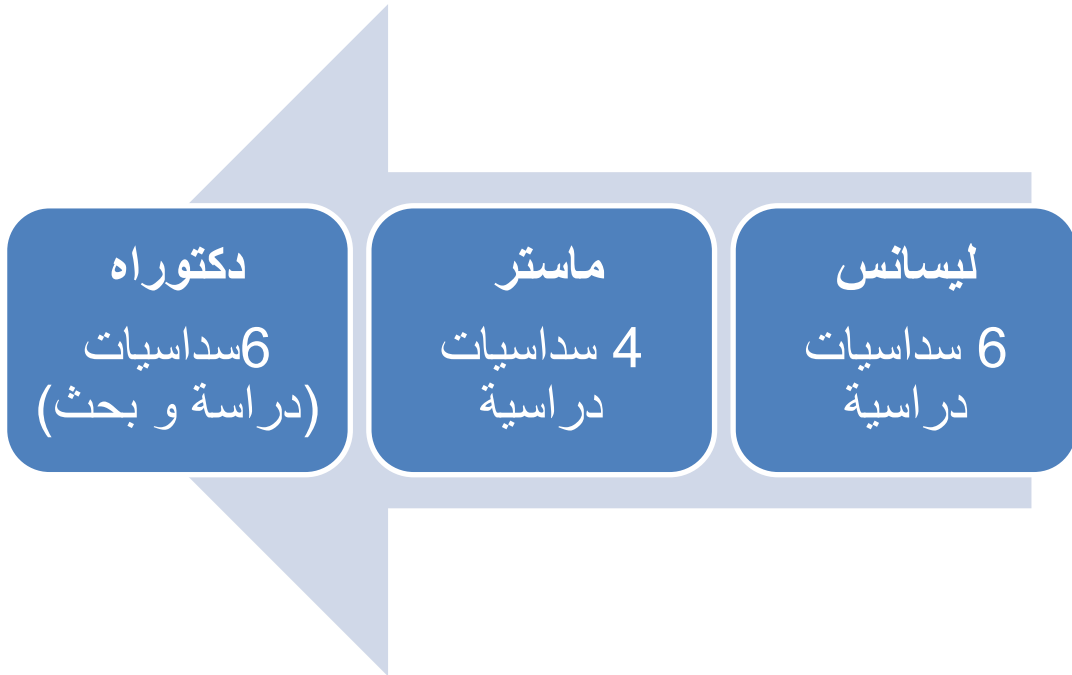 ليسانس
6 سداسيات
دراسية
ماستر
4 سداسيات
دراسية
دكتوراه
6سداسيات
(دراسة و بحث)